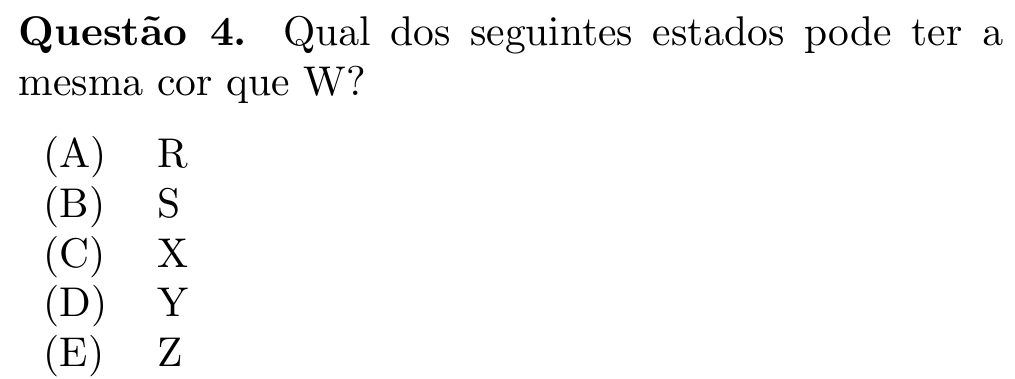 Questão 4. Qual dos seguintes estados pode ter a
mesma cor que W?
(A) R
(B) S
(C) X
(D) Y
(E) Z